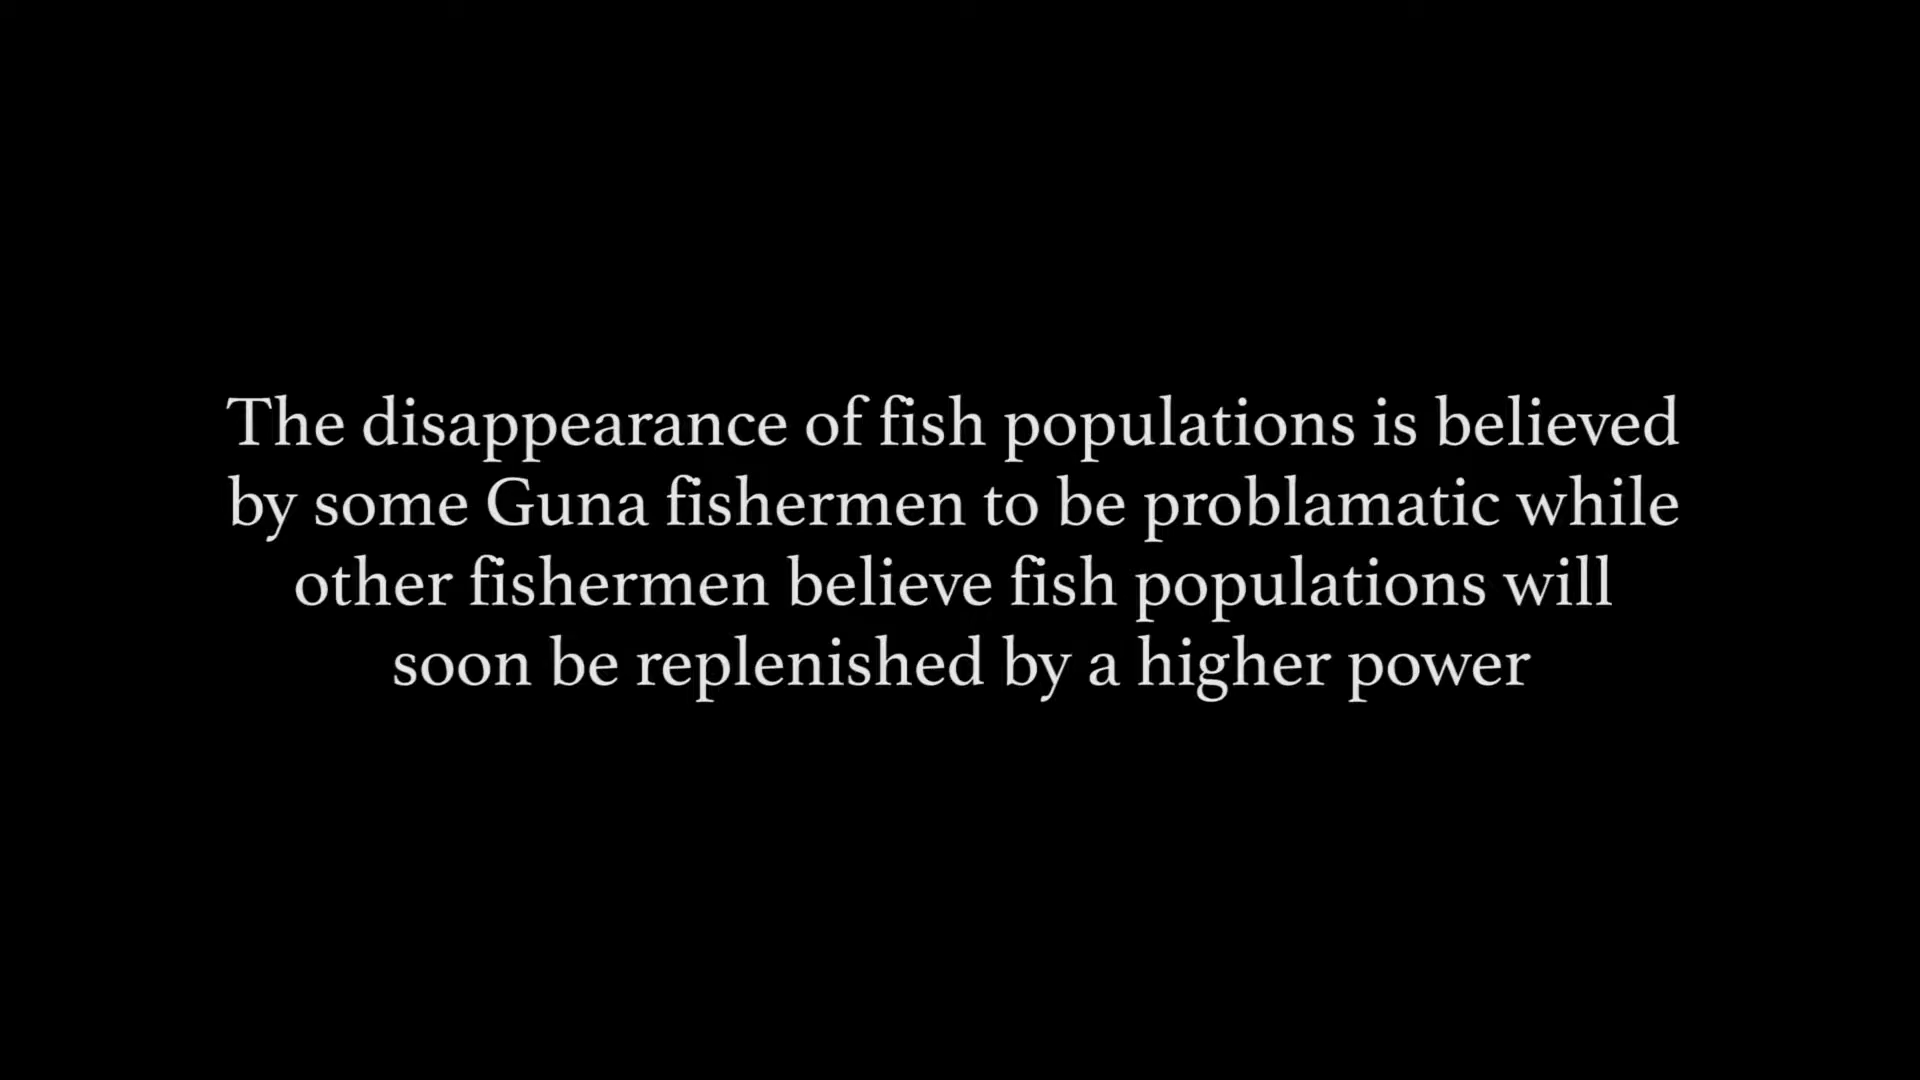 The disappearance of fish populations is believed
by some Guna fishermen to be problamatic while
other fishermen believe fish populations will
soon be replenished by a higher power